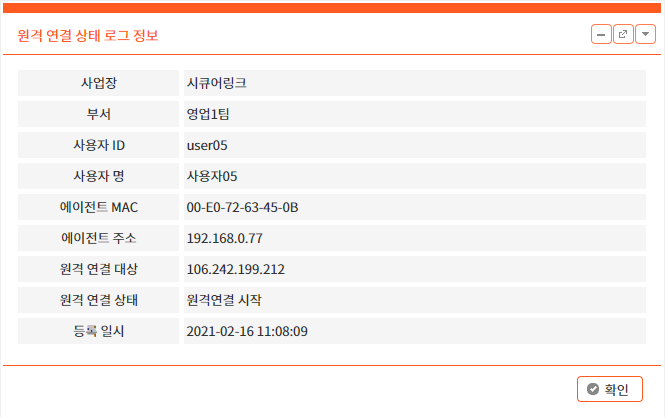 원격 연결 상태 로그 정보
사업장 시큐어링크
부서 영업1팀
사용자 ID user05
사용자 명 사용자05
에이전트 MAC 00-E0-72-63-45-0B
에이전트 주소 192.168.0.77
원격 연결 대상 106.242.199.212
원격 연결 상태 원격연결 시작
등록 일시 2021-02-16 11:08:09
확인